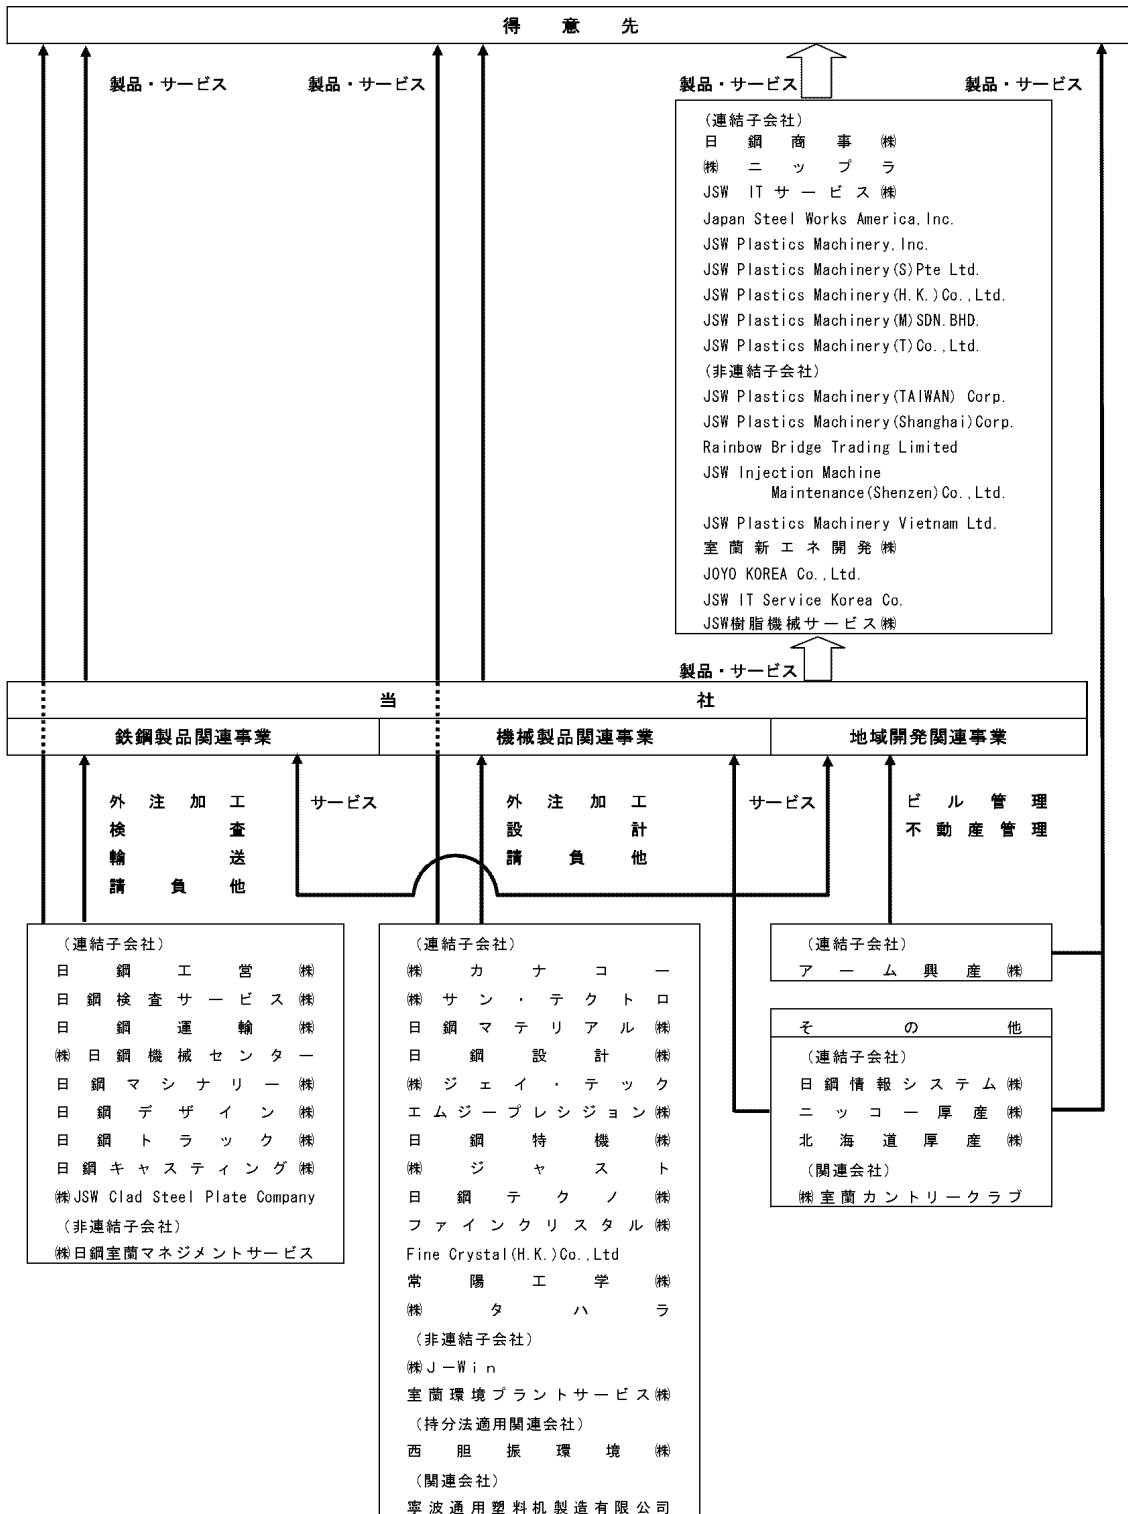 得意先
製品・サービス
製品・サービス
製品・サービス
製品・サービス
（連結子会社）
日鋼商事㈱
㈱ニップラ
JSW ITサービス㈱
Japan Steel Works America,Inc.
JSW Plastics Machinery,Inc.
JSW Plastics Machinery(S)Pte Ltd.
JSW Plastics Machinery(H.K.)Co.,Ltd.
JSW Plastics Machinery(M)SDN.BHD.
JSW Plastics Machinery(T)Co.,Ltd.
（非連結子会社）
JSW Plastics Machinery(TAIWAN) Corp.
JSW Plastics Machinery(Shanghai)Corp.
Rainbow Bridge Trading Limited
JSW Injection Machine
Maintenance(Shenzen)Co.,Ltd.
JSW Plastics Machinery Vietnam Ltd.
室蘭新エネ開発㈱
JOYO KOREA Co.,Ltd.
JSW IT Service Korea Co.
JSW樹脂機械サービス㈱
製品・サービス
当社
鉄鋼製品関連事業
機械製品関連事業
地域開発関連事業
外注加工
検査
輸送
請負他
サービス
外注加工
設計
請負他
サービス
ビル管理
不動産管理
（連結子会社）
日鋼工営㈱
日鋼検査サービス㈱
日鋼運輸㈱
㈱日鋼機械センター
日鋼マシナリー㈱
日鋼デザイン㈱
日鋼トラック㈱
日鋼キャスティング㈱
㈱JSW Clad Steel Plate Company
（非連結子会社）
㈱日鋼室蘭マネジメントサービス
（連結子会社）
㈱カナコー
㈱サン・テクトロ
日鋼マテリアル㈱
日鋼設計㈱
㈱ジェイ・テック
エムジープレシジョン㈱
日鋼特機㈱
㈱ジャスト
日鋼テクノ㈱
ファインクリスタル㈱
Fine Crystal(H.K.)Co.,Ltd
常陽工学㈱
㈱タハラ
（非連結子会社）
㈱J－Win
室蘭環境プラントサービス㈱
（持分法適用関連会社）
西胆振環境㈱
（関連会社）
寧波通用塑料机製造有限公司
（連結子会社）
アーム興産㈱
その他
（連結子会社）
日鋼情報システム㈱
ニッコー厚産㈱
北海道厚産㈱
（関連会社）
㈱室蘭カントリークラブ